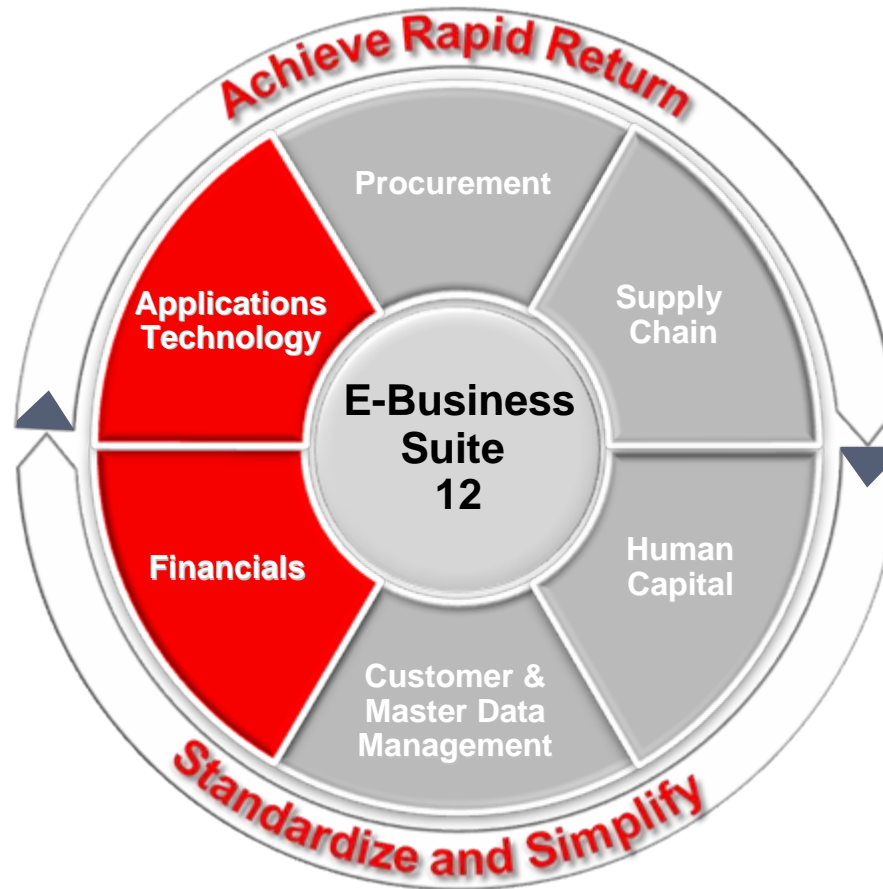 Achieve Rapid Return
Procurement
Applications
Technology
Supply
Chain
E-Business
Suite
12
Financials
Human
Capital
Customer &
Master Data
Management
Standardize and Simplify